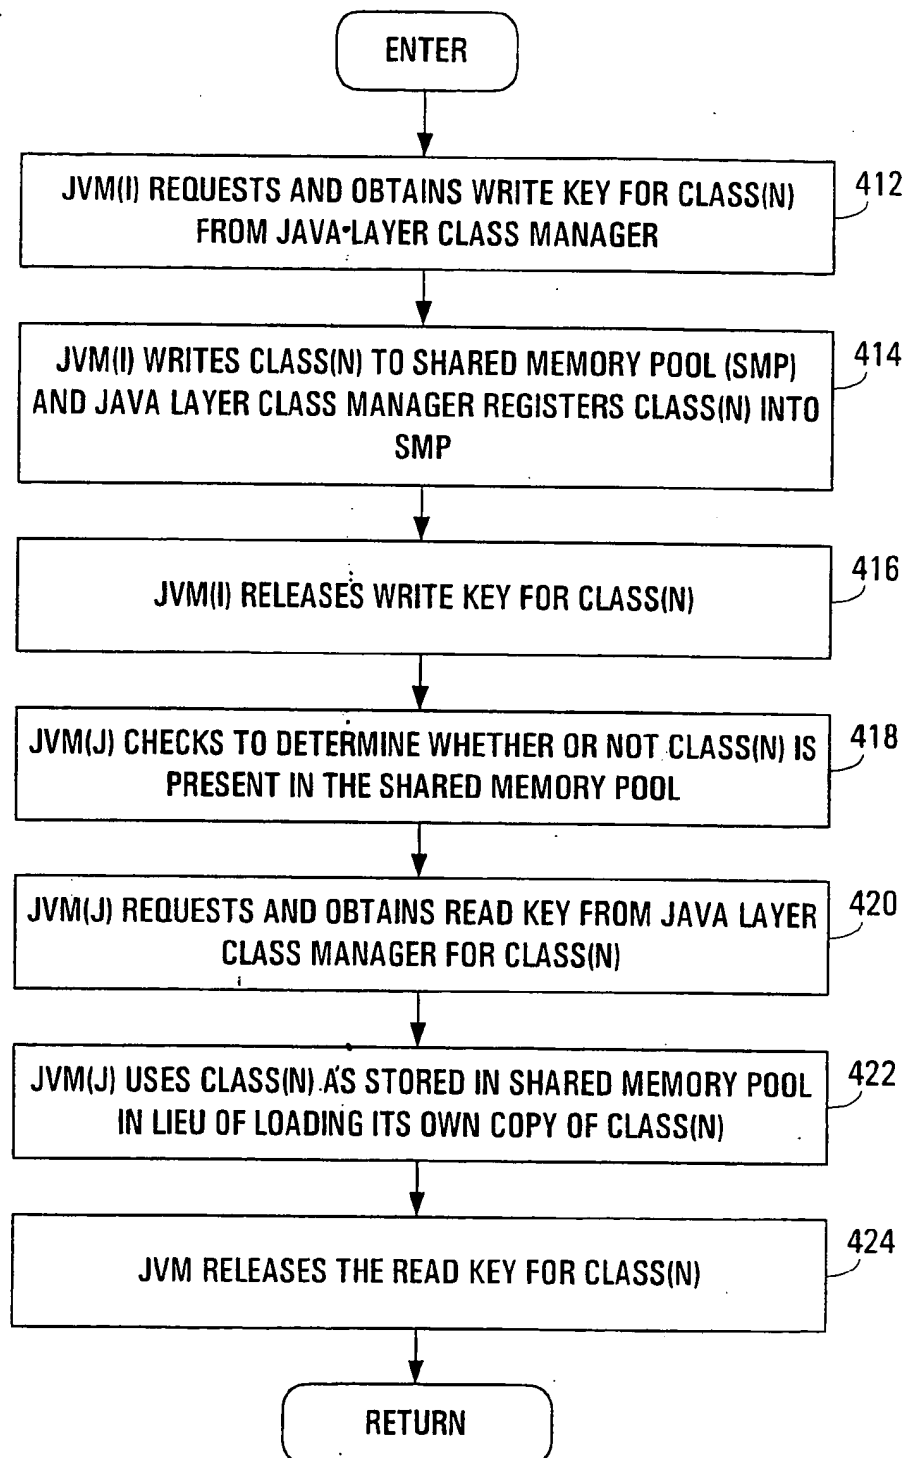 ENTER
JVM(I) REQUESTS AND OBTAINS WRITE KEY FOR CLASS(N)
FROM JAVA-LAYER CLASS MANAGER
412
JVM(I) WRITES CLASS(N) TO SHARED MEMORY POOL (SMP)
AND JAVA LAYER CLASS MANAGER REGISTERS CLASS(N) INTO
SMP
414
JVM(I) RELEASES WRITE KEY FOR CLASS(N)
416
JVM(J) CHECKS TO DETERMINE WHETHER OR NOT CLASS(N) IS
PRESENT IN THE SHARED MEMORY POOL
418
JVM(J) REQUESTS AND OBTAINS READ KEY FROM JAVA LAYER
CLASS MANAGER FOR CLASS(N)
420
JVM(J) USES CLASS(N) AS STORED IN SHARED MEMORY POOL
IN LIEU OF LOADING ITS OWN COPY OF CLASS(N)
422
JVM RELEASES THE READ KEY FOR CLASS(N)
424
RETURN